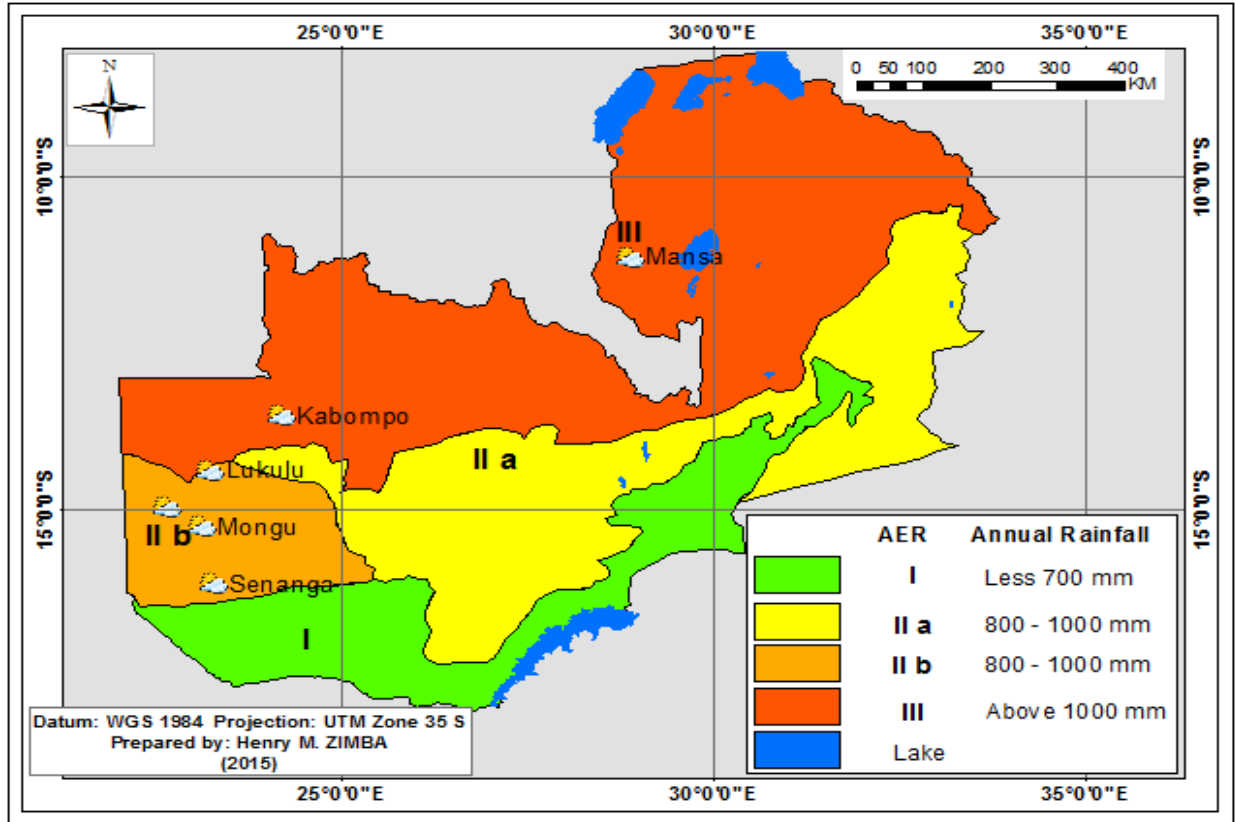 25°0'0"E 30°0'0"E 35°0'0"E
N
0 50 100 200 300 400
KM
10°0'0"S 10°0'0"S
III
Mansa
Kabompo
II a
Lukulu
15°0'0"S 15°0'0"S
II b
Mongu
Senanga
I
AER Annual Rainfall
I Less 700 mm
II a 800 - 1000 mm
II b 800 - 1000 mm
III Above 1000 mm
Lake
Datum: WGS 1984 Projection: UTM Zone 35 S
Prepared by: Henry M. ZIMBA
(2015)
25°0'0"E 30°0'0"E 35°0'0"E